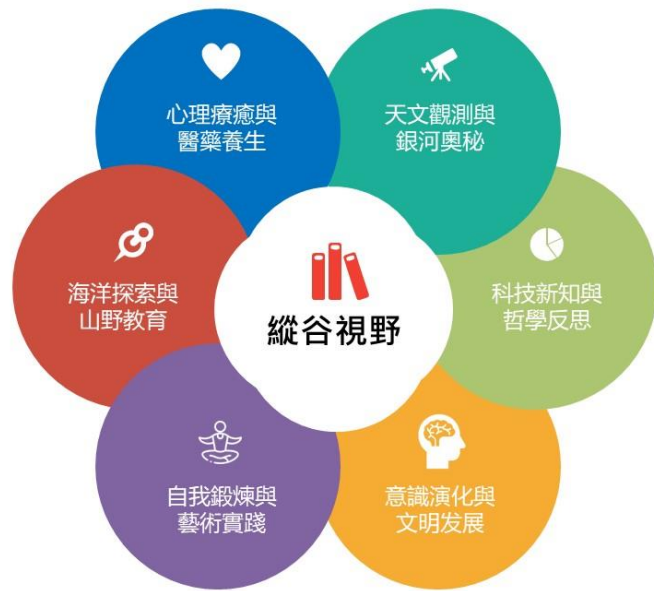 心理療癒與
醫藥養生
天文觀測與
銀河奧秘
海洋探索與
山野教育
縱谷視野
科技新知與
哲學反思
自我鍛煉與
藝術實踐
意識演化與
文明发展